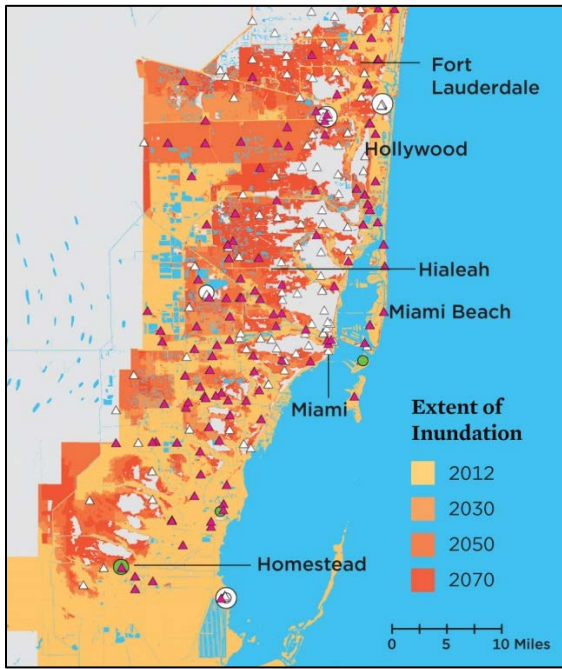 Fort
Lauderdale
Hollywood
Hialeah
Miami Beach
Miami
Extent of
Inundation
2012
2030
2050
2070
Homestead
0 5 10 Miles